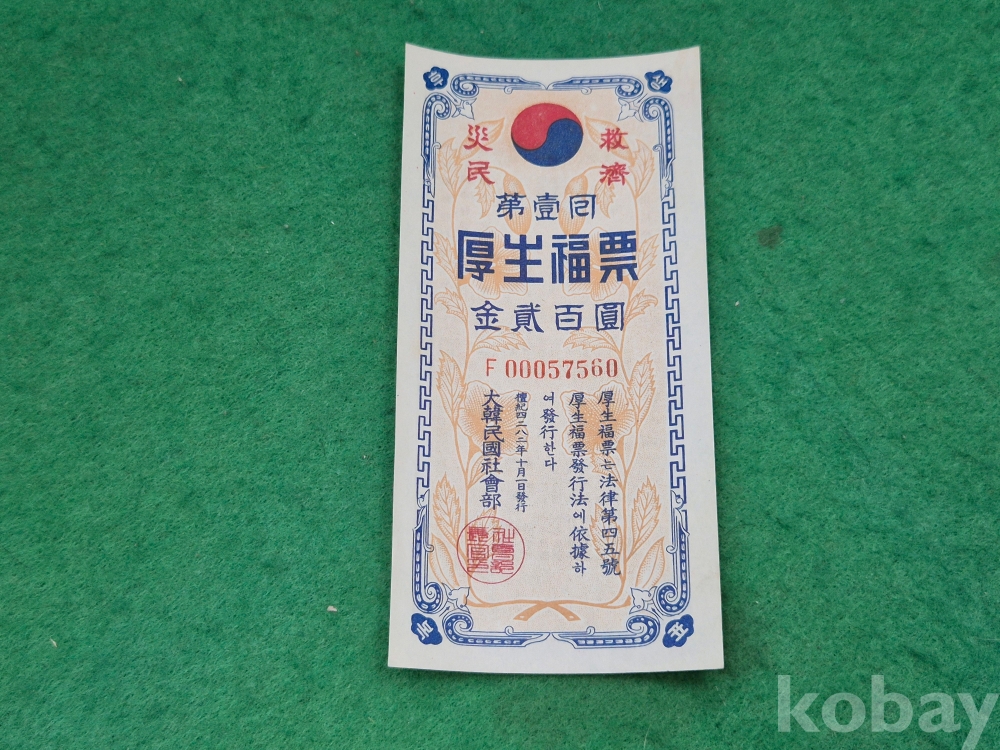 救濟
災民
第壹回
厚生福票
金貳百圓
F 00057560
厚生福票는法律第四五號
厚生福票發行法에依據하
여發行한다
檀紀四二八二年十月一日發行
大韓民國社會部
kobay